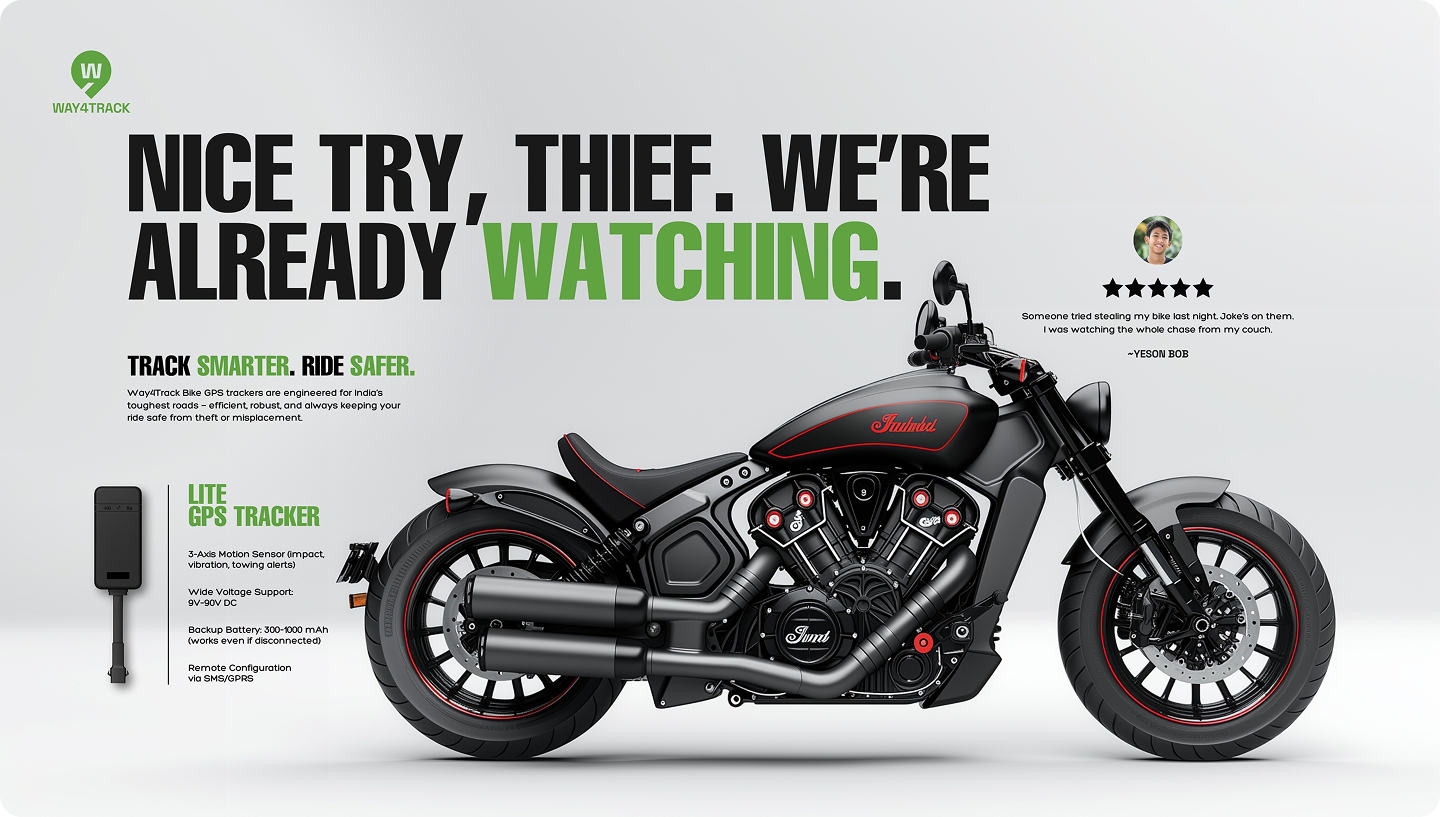 W
WAY4TRACK
NICE TRY, THIEF. WE’RE
ALREADY WATCHING.
TRACK SMARTER. RIDE SAFER.
Way4Track Bike GPS trackers are engineered for India’s
toughest roads – efficient, robust, and always keeping your
ride safe from theft or misplacement.
LITE
GPS TRACKER
3-Axis Motion Sensor (impact,
vibration, towing alerts)
Wide Voltage Support:
9V-90V DC
Backup Battery: 300-1000 mAh
(works even if disconnected)
Remote Configuration
via SMS/GPRS
Someone tried stealing my bike last night. Joke’s on them.
I was watching the whole chase from my couch.
~YESON BOB
9